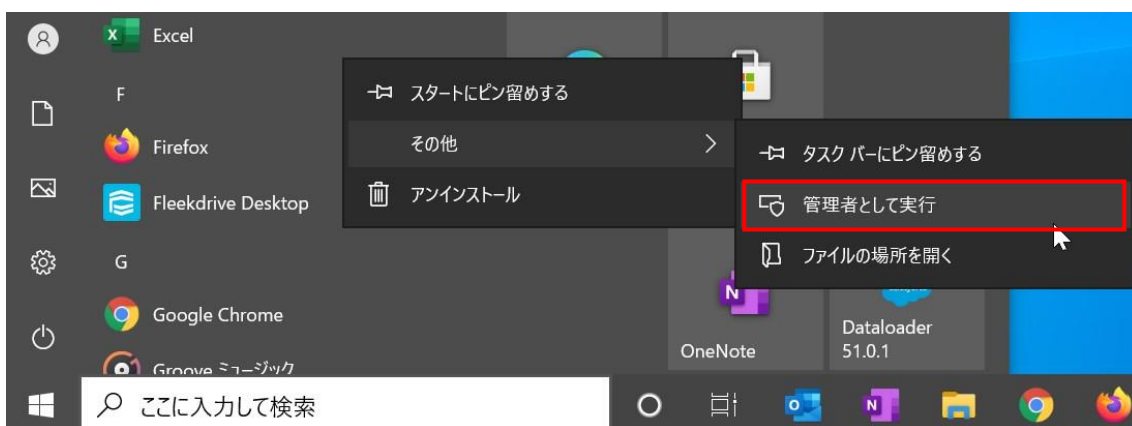 Excel
F
Firefox
Fleekdrive Desktop
G
Google Chrome
Groove ミュージック
スタートにピン留めする
その他
アンインストール
タスク バーにピン留めする
管理者として実行
ファイルの場所を開く
OneNote
Dataloader
51.0.1
ここに入力して検索